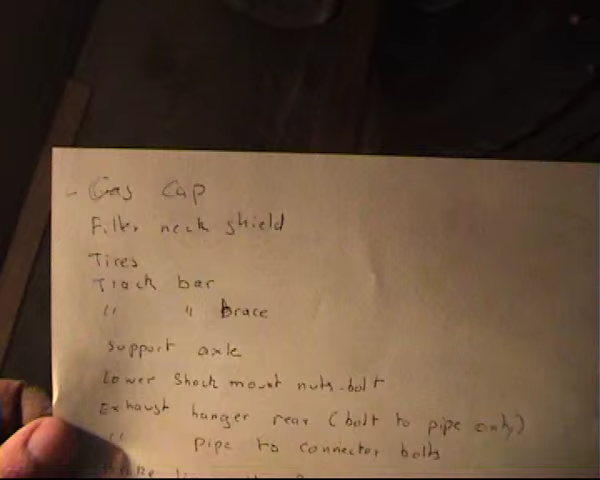 - Gas Cap
Filler neck shield
Tires
Track bar
" " brace
Support axle
Lower Shock mount nuts-bolt
Exhaust hanger rear (bolt to pipe only)
" pipe to connector bolts